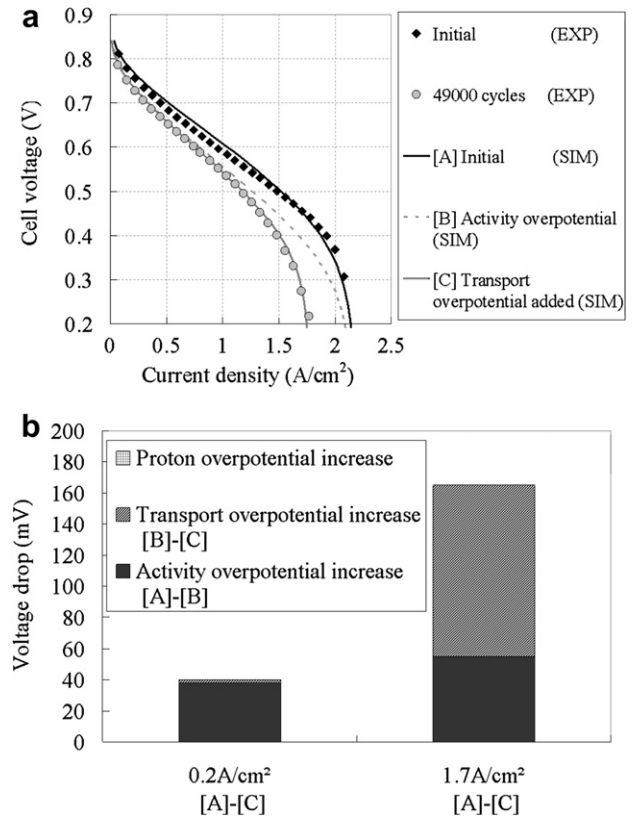 a
Cell voltage (V)
0.9
0.8
0.7
0.6
0.5
0.4
0.3
0.2
0 0.5 1 1.5 2 2.5
Current density (A/cm²)
Initial (EXP)
49000 cycles (EXP)
[A] Initial (SIM)
[B] Activity overpotential
(SIM)
[C] Transport
overpotential added (SIM)
b
Voltage drop (mV)
200
180
160
140
120
100
80
60
40
20
0
Proton overpotential increase
Transport overpotential increase
[B]-[C]
Activity overpotential increase
[A]-[B]
0.2A/cm² 1.7A/cm²
[A]-[C] [A]-[C]